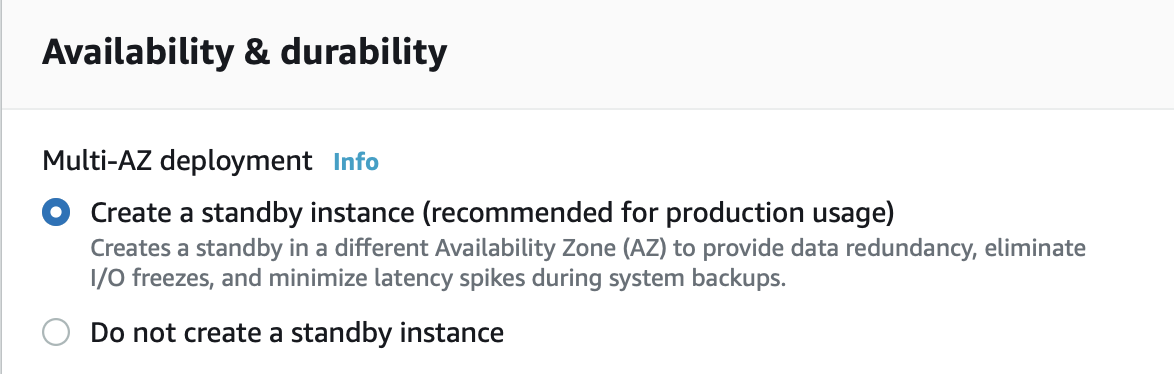 Availability & durability
Multi-AZ deployment Info
Create a standby instance (recommended for production usage)
Creates a standby in a different Availability Zone (AZ) to provide data redundancy, eliminate
I/O freezes, and minimize latency spikes during system backups.
Do not create a standby instance